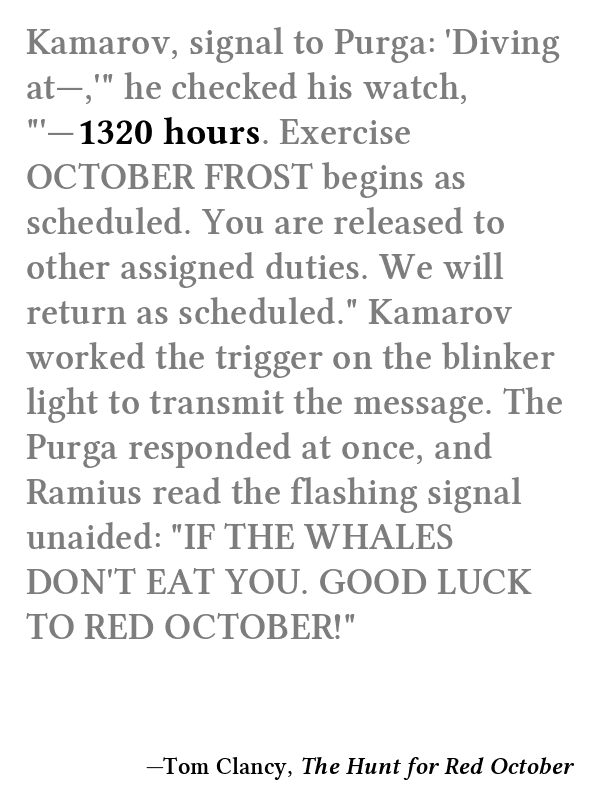 Kamarov, signal to Purga: 'Diving
at—,'" he checked his watch,
"'—1320 hours. Exercise
OCTOBER FROST begins as
scheduled. You are released to
other assigned duties. We will
return as scheduled." Kamarov
worked the trigger on the blinker
light to transmit the message. The
Purga responded at once, and
Ramius read the flashing signal
unaided: "IF THE WHALES
DON'T EAT YOU. GOOD LUCK
TO RED OCTOBER!"
—Tom Clancy, The Hunt for Red October